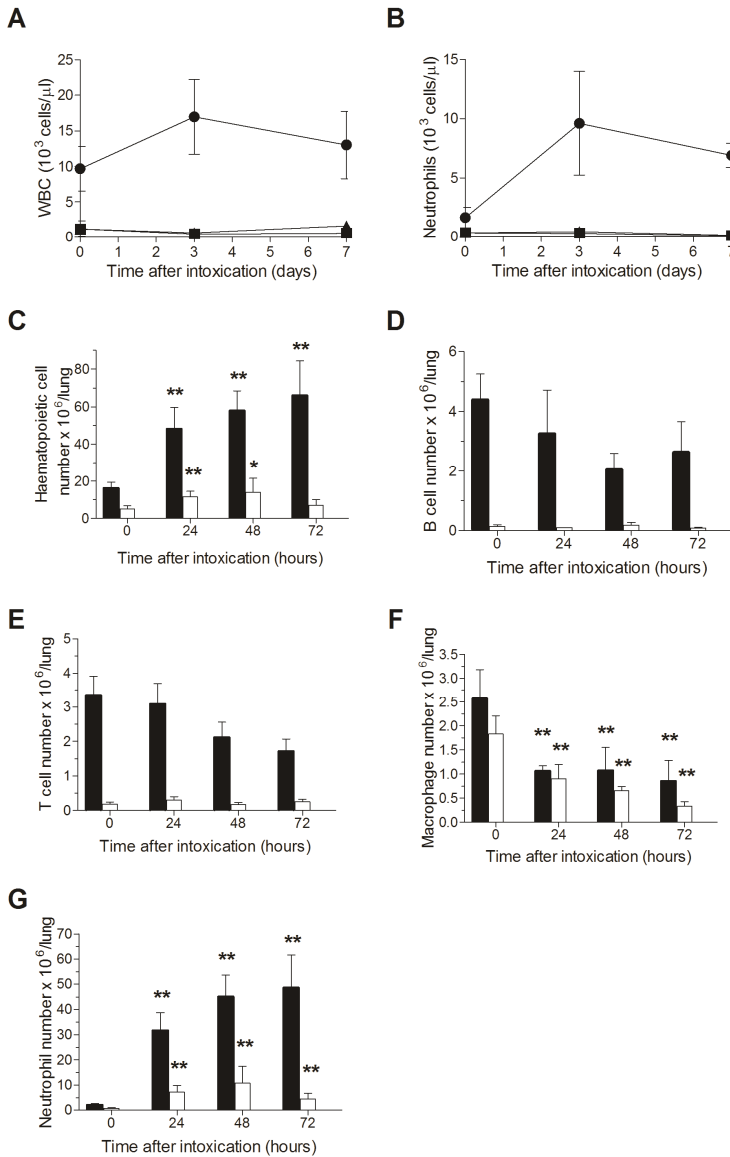 A
25
20
15
10
5
0
WBC (10³ cells/µl)
0 1 2 3 4 5 6 7
Time after intoxication (days)
B
15
10
5
0
Neutrophils (10³ cells/µl)
0 1 2 3 4 5 6 7
Time after intoxication (days)
C
100
80
60
40
20
0
Haematopoietic cell
number x 10⁶/lung
** ** **
** *
0 24 48 72
Time after intoxication (hours)
D
6
4
2
0
B cell number x 10⁶/lung
0 24 48 72
Time after intoxication (hours)
E
5
4
3
2
1
0
T cell number x 10⁶/lung
0 24 48 72
Time after intoxication (hours)
F
3.5
3.0
2.5
2.0
1.5
1.0
0.5
0.0
Macrophage number x 10⁶/lung
** ** **
** ** **
0 24 48 72
Time after intoxication (hours)
G
70
60
50
40
30
20
10
0
Neutrophil number x 10⁶/lung
** ** **
** ** **
0 24 48 72
Time after intoxication (hours)